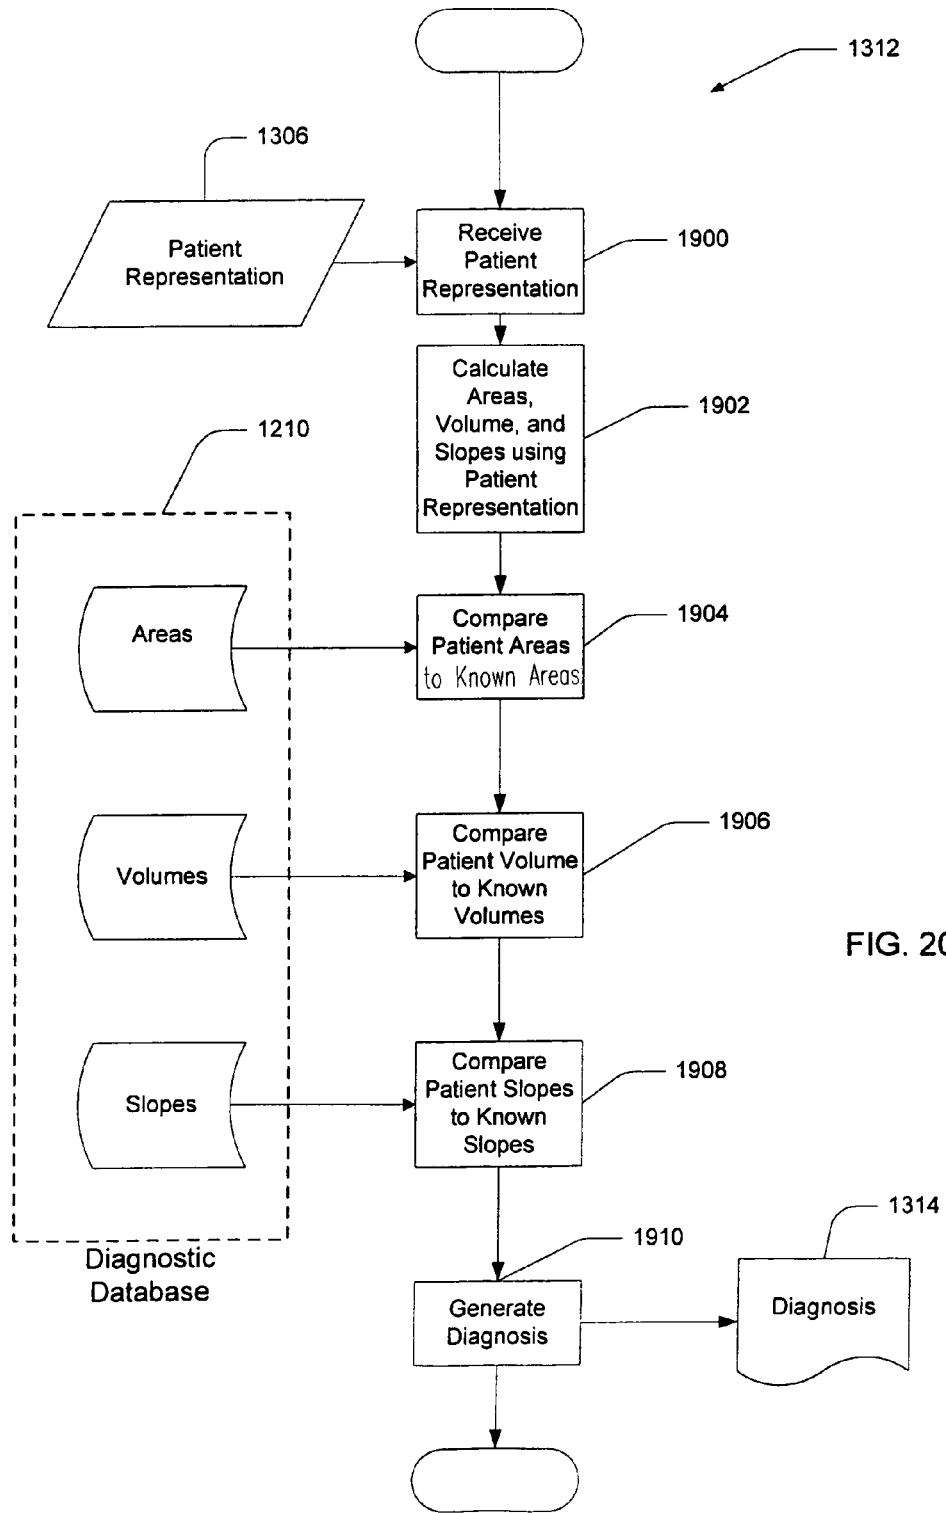 1312
1306
Patient
Representation
Receive
Patient
Representation
1900
Calculate
Areas,
Volume, and
Slopes using
Patient
Representation
1902
1210
Areas
Compare
Patient Areas
to Known Areas
1904
Volumes
Compare
Patient Volume
to Known
Volumes
1906
FIG. 20
Slopes
Compare
Patient Slopes
to Known
Slopes
1908
Diagnostic
Database
1910
Generate
Diagnosis
1314
Diagnosis